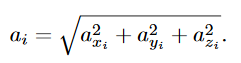 $a_i = \sqrt{a_{x_i}^2 + a_{y_i}^2 + a_{z_i}^2}.$